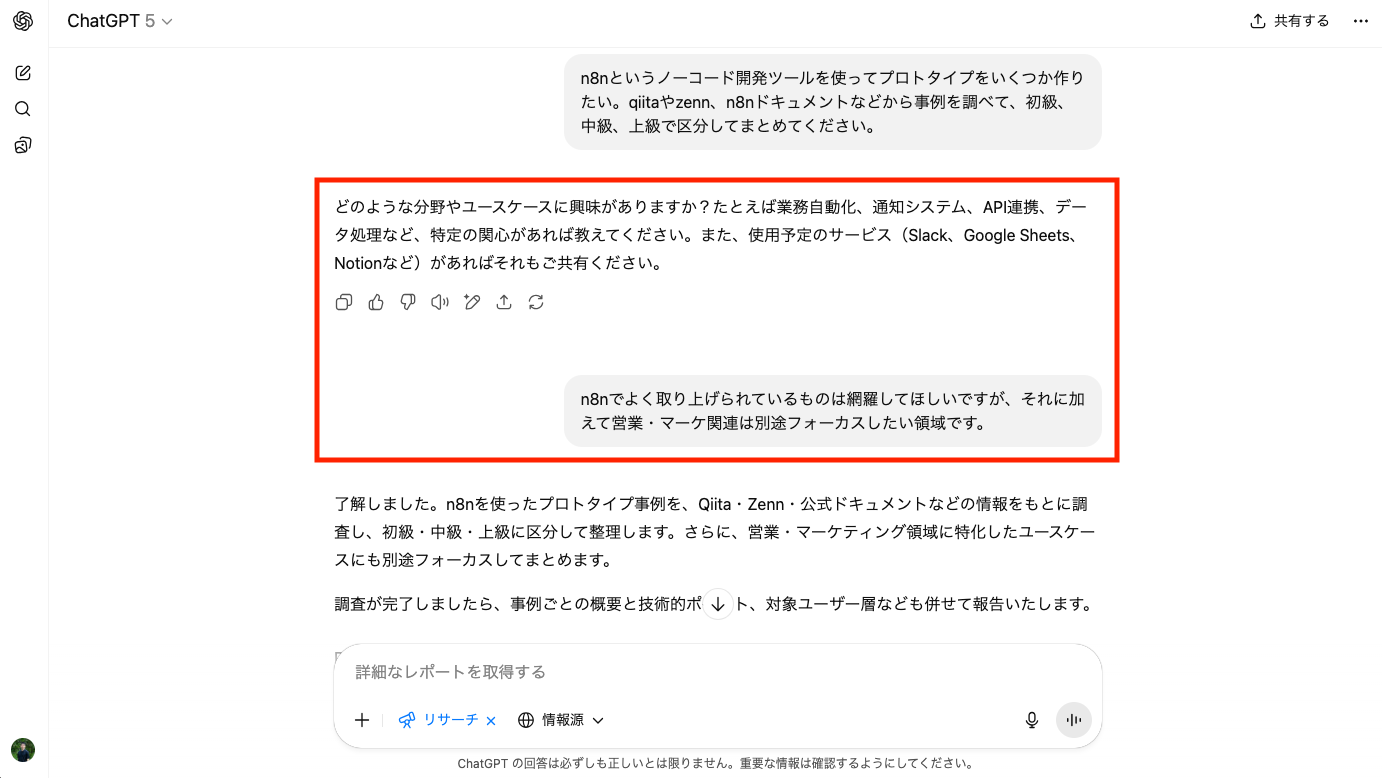 ChatGPT 5
共有する
n8nというノーコード開発ツールを使ってプロトタイプをいくつか作り
たい。qiitaやzenn、n8nドキュメントなどから事例を調べて、初級、
中級、上級で区分してまとめてください。
どのような分野やユースケースに興味がありますか？たとえば業務自動化、通知システム、API連携、デー
タ処理など、特定の関心があれば教えてください。また、使用予定のサービス（Slack、Google Sheets、
Notionなど）があればそれもご共有ください。
n8nでよく取り上げられているものは網羅してほしいですが、それに加
えて営業・マーケ関連は別途フォーカスしたい領域です。
了解しました。n8nを使ったプロトタイプ事例を、Qiita・Zenn・公式ドキュメントなどの情報をもとに調
査し、初級・中級・上級に区分して整理します。さらに、営業・マーケティング領域に特化したユースケー
スにも別途フォーカスしてまとめます。
調査が完了しましたら、事例ごとの概要と技術的ポ ト、対象ユーザー層なども併せて報告いたします。
詳細なレポートを取得する
リサーチ
情報源
ChatGPT の回答は必ずしも正しいとは限りません。重要な情報は確認するようにしてください。